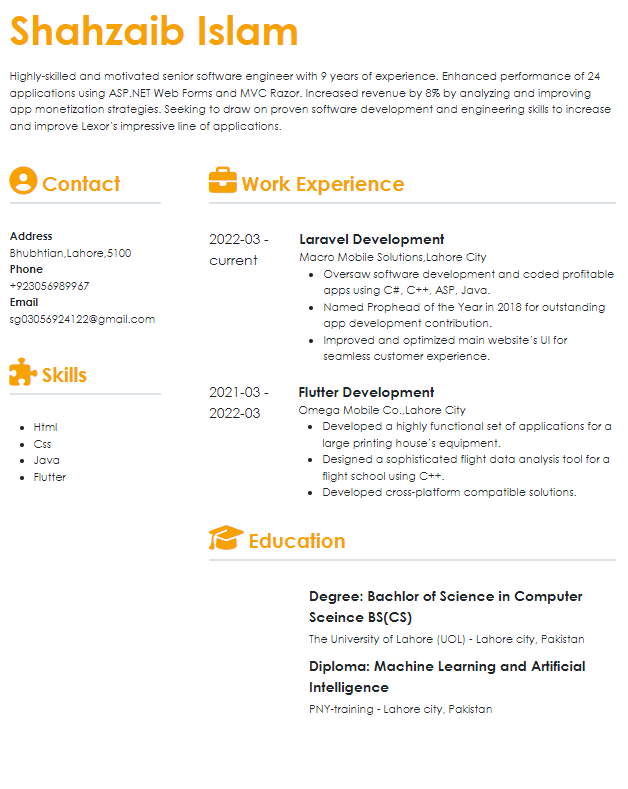 Shahzaib Islam
Highly-skilled and motivated senior software engineer with 9 years of experience. Enhanced performance of 24
applications using ASP.NET Web Forms and MVC Razor. Increased revenue by 8% by analyzing and improving
app monetization strategies. Seeking to draw on proven software development and engineering skills to increase
and improve Lexor's impressive line of applications.
Contact
Address
Bhubhtian,Lahore,5100
Phone
+923056989967
Email
sg03056924122@gmail.com
Skills
Html
Css
Java
Flutter
Work Experience
2022-03 -
current
Laravel Development
Macro Mobile Solutions,Lahore City
Oversaw software development and coded profitable
apps using C#, C++, ASP, Java.
Named Prophead of the Year in 2018 for outstanding
app development contribution.
Improved and optimized main website's UI for
seamless customer experience.
2021-03 -
2022-03
Flutter Development
Omega Mobile Co.,Lahore City
Developed a highly functional set of applications for a
large printing house's equipment.
Designed a sophisticated flight data analysis tool for a
flight school using C++.
Developed cross-platform compatible solutions.
Education
Degree: Bachlor of Science in Computer
Sceince BS(CS)
The University of Lahore (UOL) - Lahore city, Pakistan
Diploma: Machine Learning and Artificial
Intelligence
PNY-training - Lahore city, Pakistan